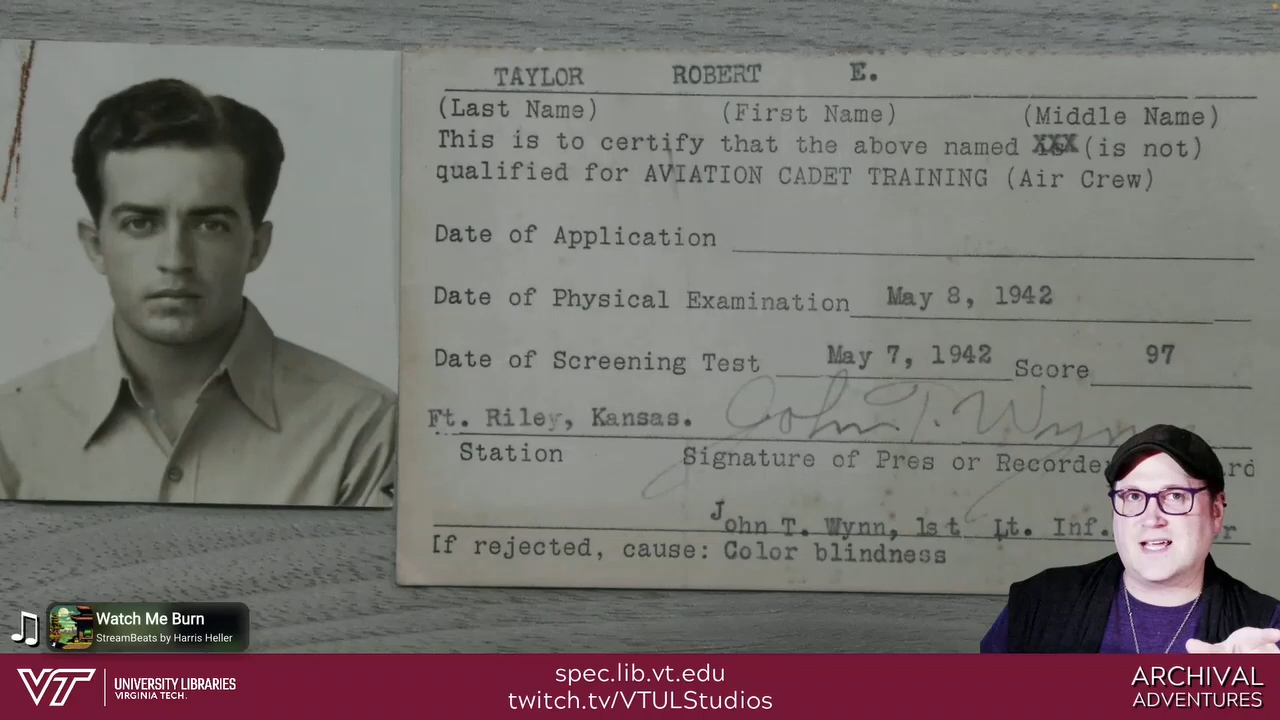 TAYLOR ROBERT E.
(Last Name) (First Name) (Middle Name)
This is to certify that the above named XXX (is not)
qualified for AVIATION CADET TRAINING (Air Crew)
Date of Application
Date of Physical Examination May 8, 1942
Date of Screening Test May 7, 1942 Score 97
Ft. Riley, Kansas. John T. Wynn
Station Signature of Pres or Recorder
John T. Wynn, 1st Lt. Inf.
If rejected, cause: Color blindness
Watch Me Burn
StreamBeats by Harris Heller
VT UNIVERSITY LIBRARIES
VIRGINIA TECH.
spec.lib.vt.edu
twitch.tv/VTULStudios
ARCHIVAL
ADVENTURES